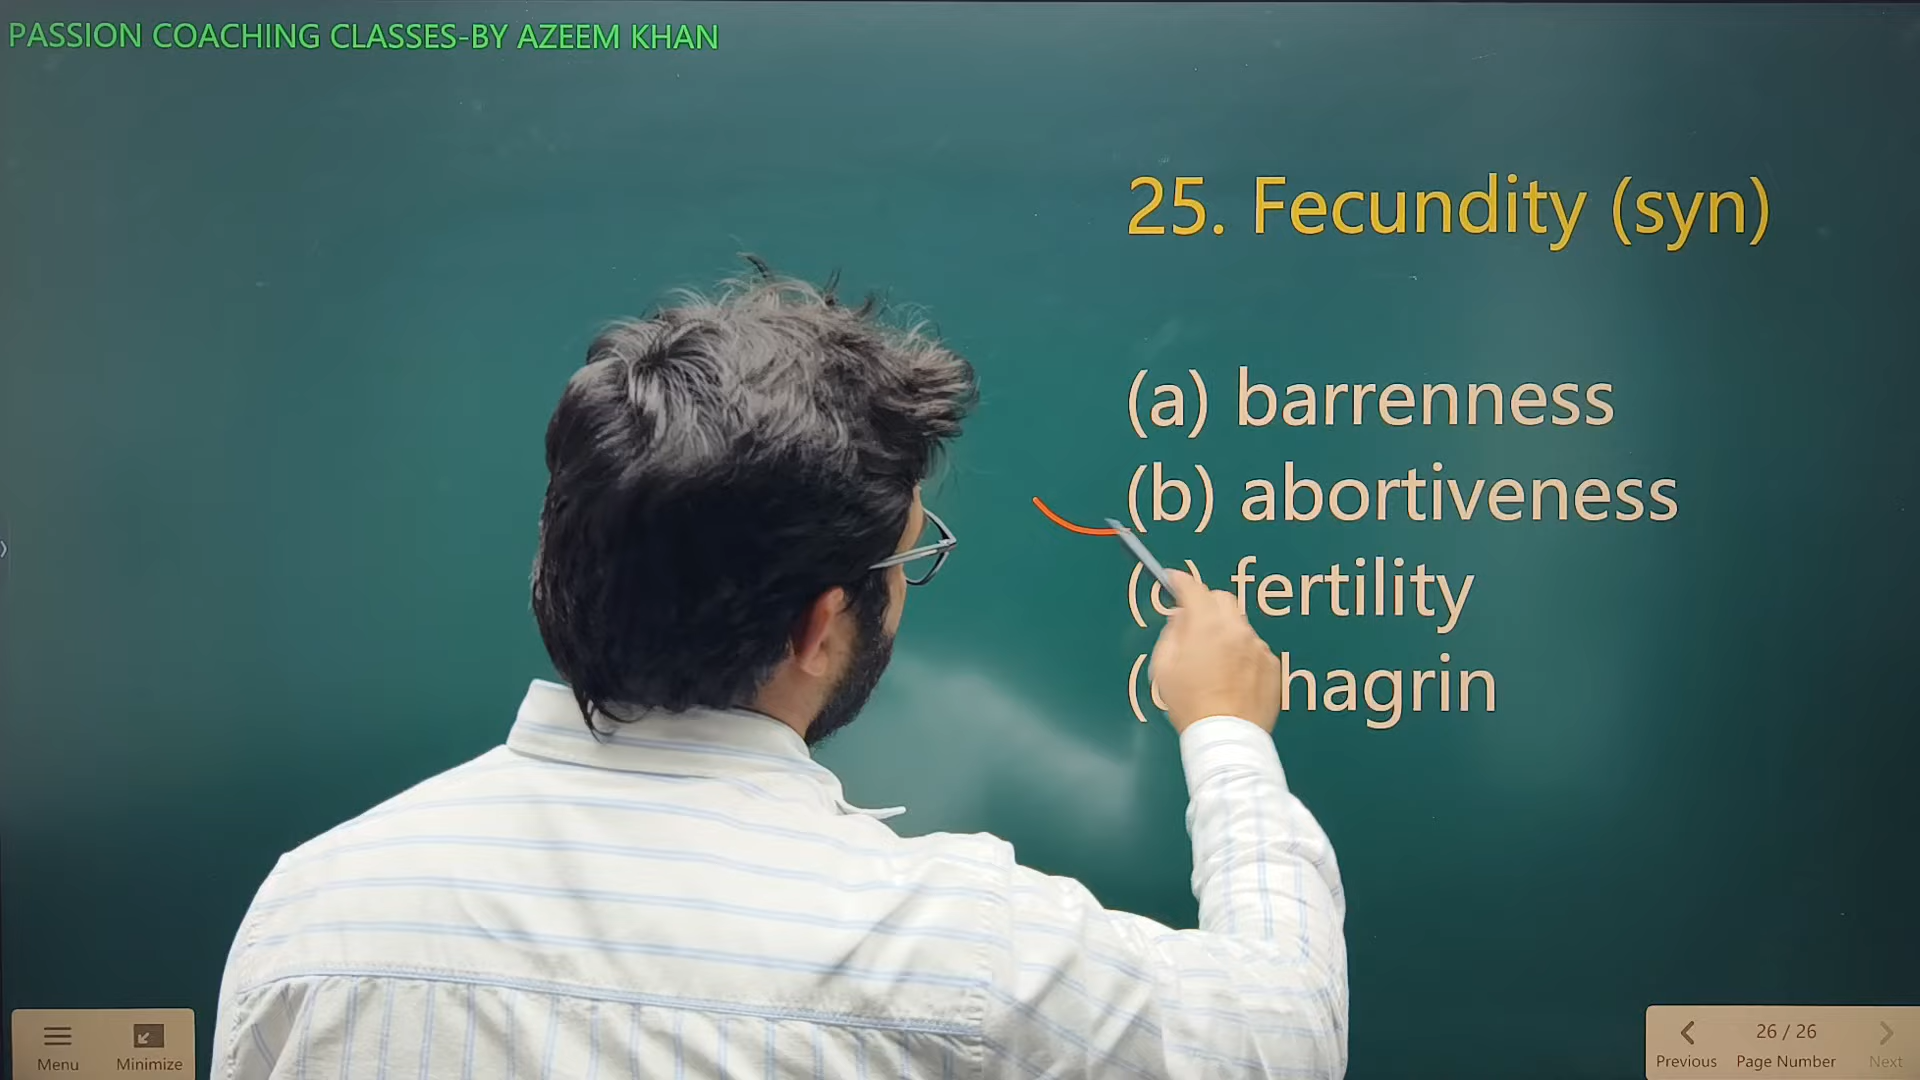 PASSION COACHING CLASSES-BY AZEEM KHAN
25. Fecundity (syn)
(a) barrenness
(b) abortiveness
(c) fertility
hagrin
Menu
Minimize
26 / 26
Previous
Page Number
Next